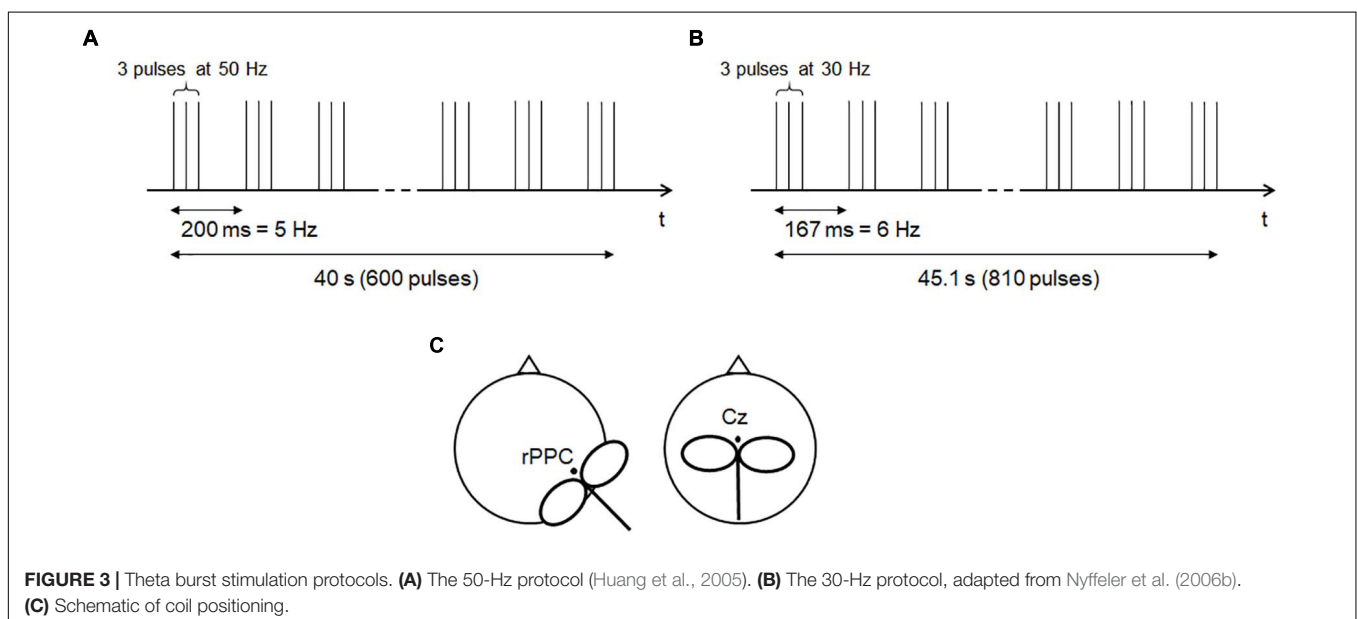 A
3 pulses at 50 Hz
t
200 ms = 5 Hz
40 s (600 pulses)
B
3 pulses at 30 Hz
t
167 ms = 6 Hz
45.1 s (810 pulses)
C
rPPC
Cz
FIGURE 3 | Theta burst stimulation protocols. (A) The 50-Hz protocol (Huang et al., 2005). (B) The 30-Hz protocol, adapted from Nyffeler et al. (2006b).
(C) Schematic of coil positioning.